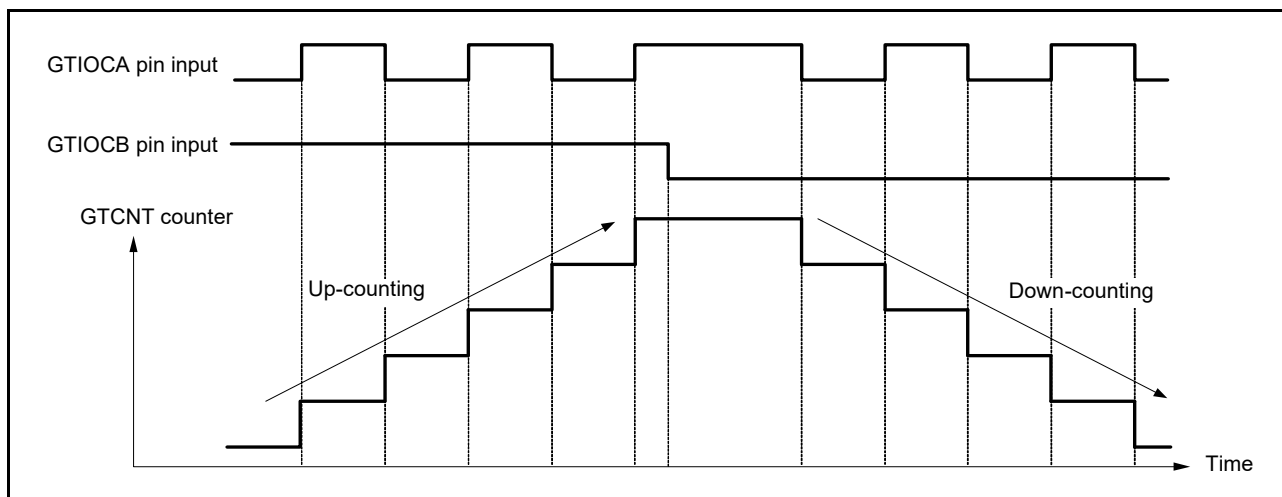 GTIOCA pin input
GTIOCB pin input
GTCNT counter
Up-counting
Down-counting
Time